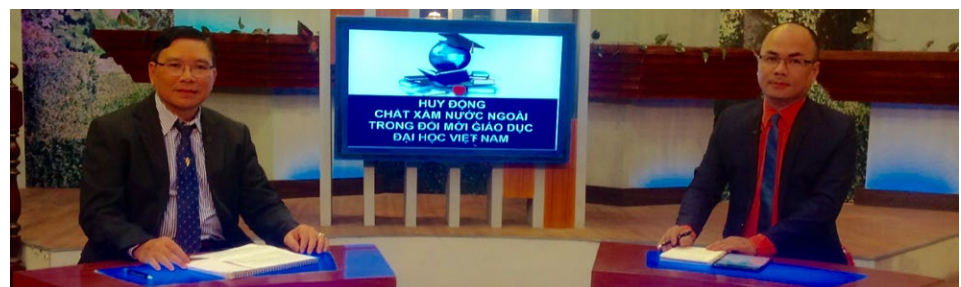 HUY ĐỘNG
CHẤT XÁM NƯỚC NGOÀI
TRONG ĐỔI MỚI GIÁO DỤC
ĐẠI HỌC VIỆT NAM